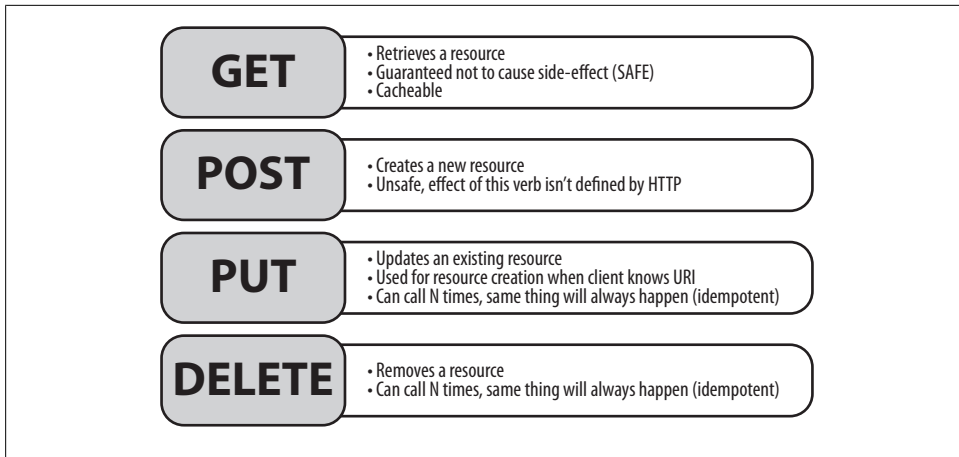 GET
• Retrieves a resource
• Guaranteed not to cause side-effect (SAFE)
• Cacheable
POST
• Creates a new resource
• Unsafe, effect of this verb isn't defined by HTTP
PUT
• Updates an existing resource
• Used for resource creation when client knows URI
• Can call N times, same thing will always happen (idempotent)
DELETE
• Removes a resource
• Can call N times, same thing will always happen (idempotent)